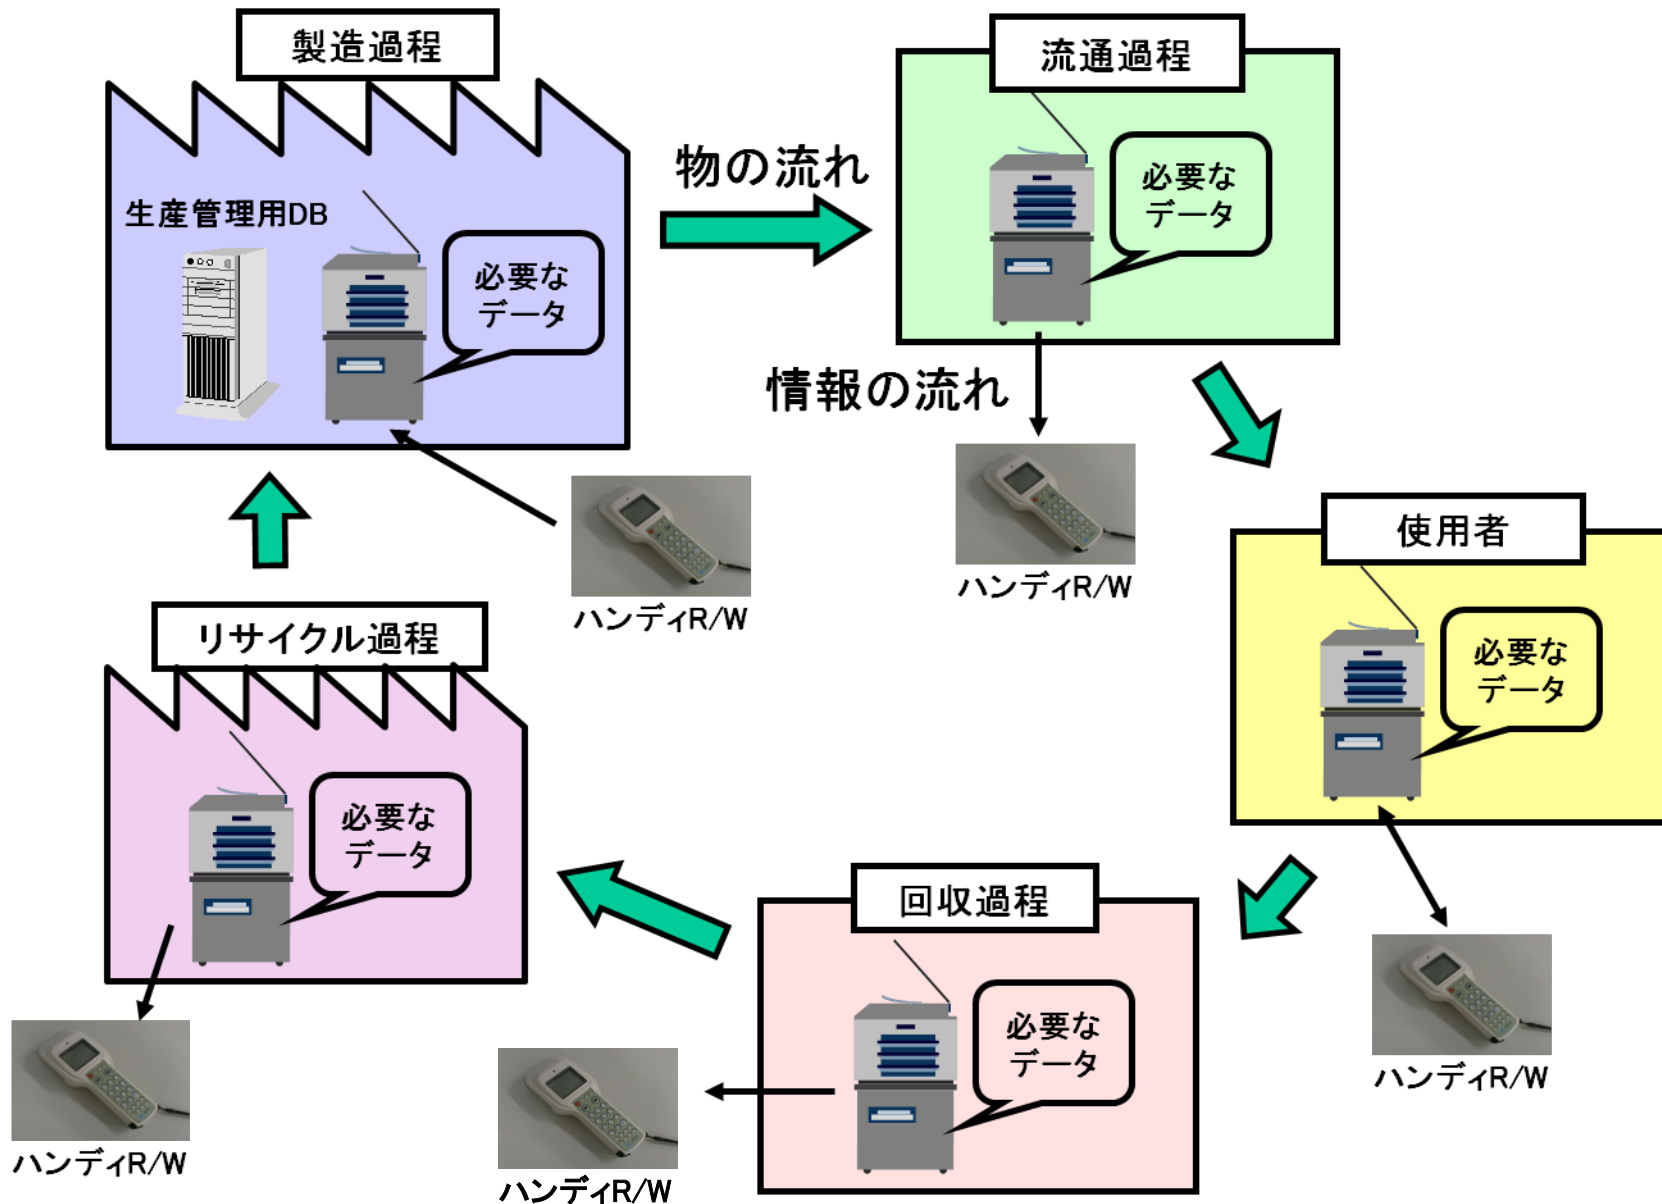 製造過程
流通過程
物の流れ
必要な
データ
生産管理用DB
必要な
データ
情報の流れ
ハンディR/W
ハンディR/W
使用者
リサイクル過程
必要な
データ
必要な
データ
回収過程
必要な
データ
ハンディR/W
ハンディR/W
ハンディR/W